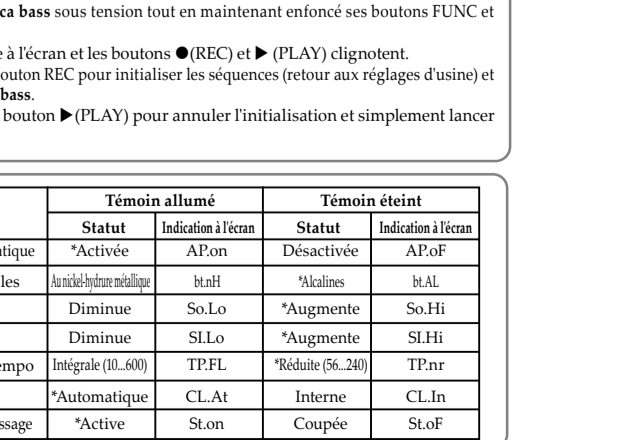 ca bass sous tension tout en maintenant enfoncé ses boutons FUNC et
à l'écran et les boutons ●(REC) et ▶ (PLAY) clignotent.
outon REC pour initialiser les séquences (retour aux réglages d'usine) et
bass.
bouton ▶(PLAY) pour annuler l'initialisation et simplement lancer
Témoin allumé Témoin éteint
Statut Indication à l'écran Statut Indication à l'écran
atique *Activée AP.on Désactivée AP.oF
les Au nickel-hydrure métallique bt.nH *Alcalines bt.AL
Diminue So.Lo *Augmente So.Hi
Diminue SI.Lo *Augmente SI.Hi
empo Intégrale (10...600) TP.FL *Réduite (56...240) TP.nr
*Automatique CL.At Interne CL.In
ssage *Active St.on Coupée St.oF